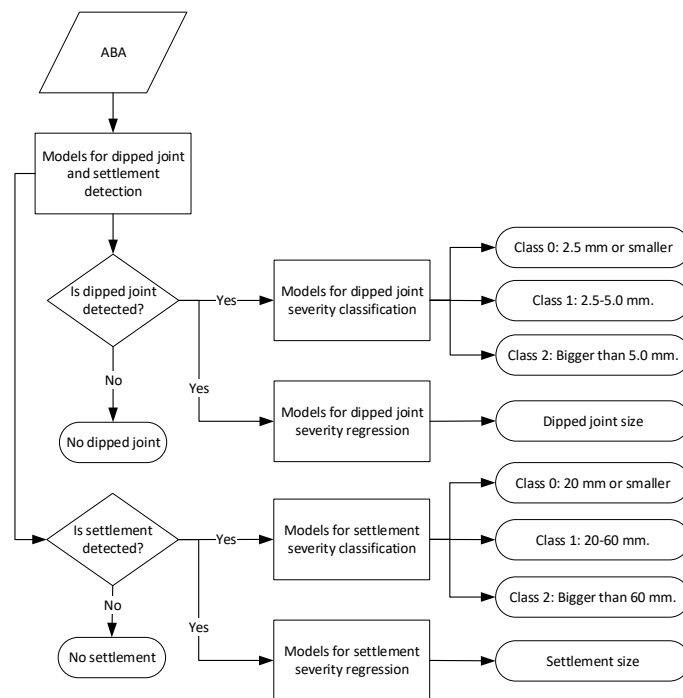 ABA
Models for dipped joint
and settlement
detection
Is dipped joint
detected?
Yes
Models for dipped joint
severity classification
Class 0: 2.5 mm or smaller
Class 1: 2.5-5.0 mm.
Class 2: Bigger than 5.0 mm.
No
Yes
No dipped joint
Models for dipped joint
severity regression
Dipped joint size
Is settlement
detected?
Yes
Models for settlement
severity classification
Class 0: 20 mm or smaller
Class 1: 20-60 mm.
Class 2: Bigger than 60 mm.
No
Yes
No settlement
Models for settlement
severity regression
Settlement size